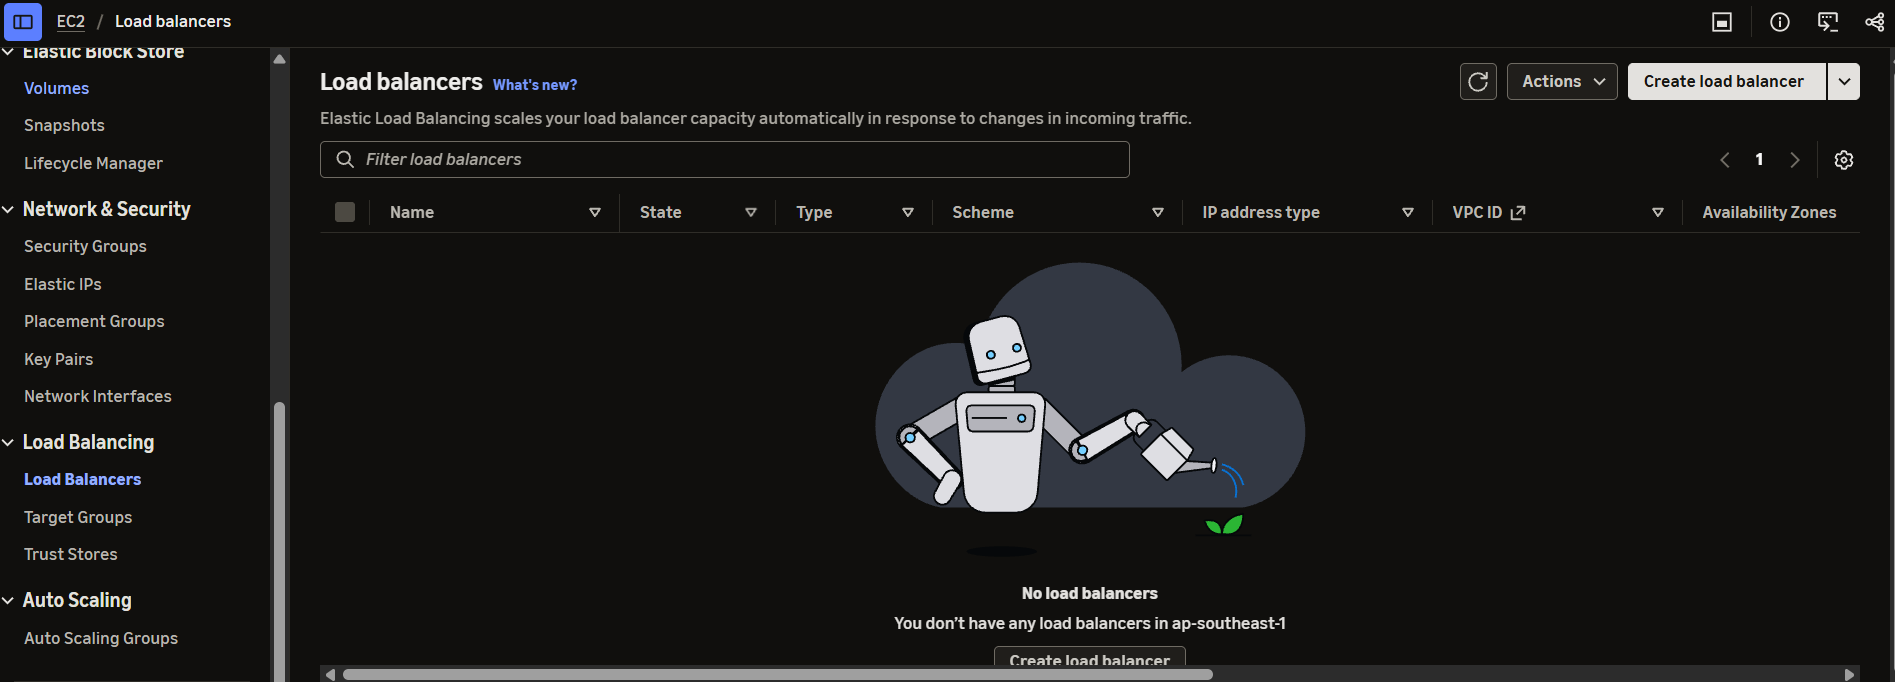 EC2 / Load balancers
Elastic Block Store
Volumes
Snapshots
Lifecycle Manager
Network & Security
Security Groups
Elastic IPs
Placement Groups
Key Pairs
Network Interfaces
Load Balancing
Load Balancers
Target Groups
Trust Stores
Auto Scaling
Auto Scaling Groups
Load balancers What's new?
Actions
Create load balancer
Elastic Load Balancing scales your load balancer capacity automatically in response to changes in incoming traffic.
Filter load balancers
1
Name State Type Scheme IP address type VPC ID Availability Zones
No load balancers
You don't have any load balancers in ap-southeast-1
Create load balancer